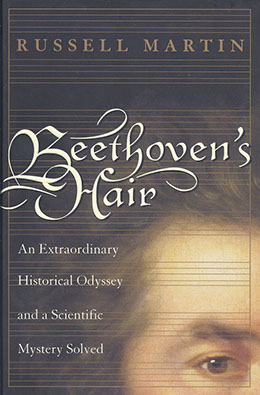 RUSSELL MARTIN
Beethoven's
Hair
An Extraordinary
Historical Odyssey
and a Scientific
Mystery Solved